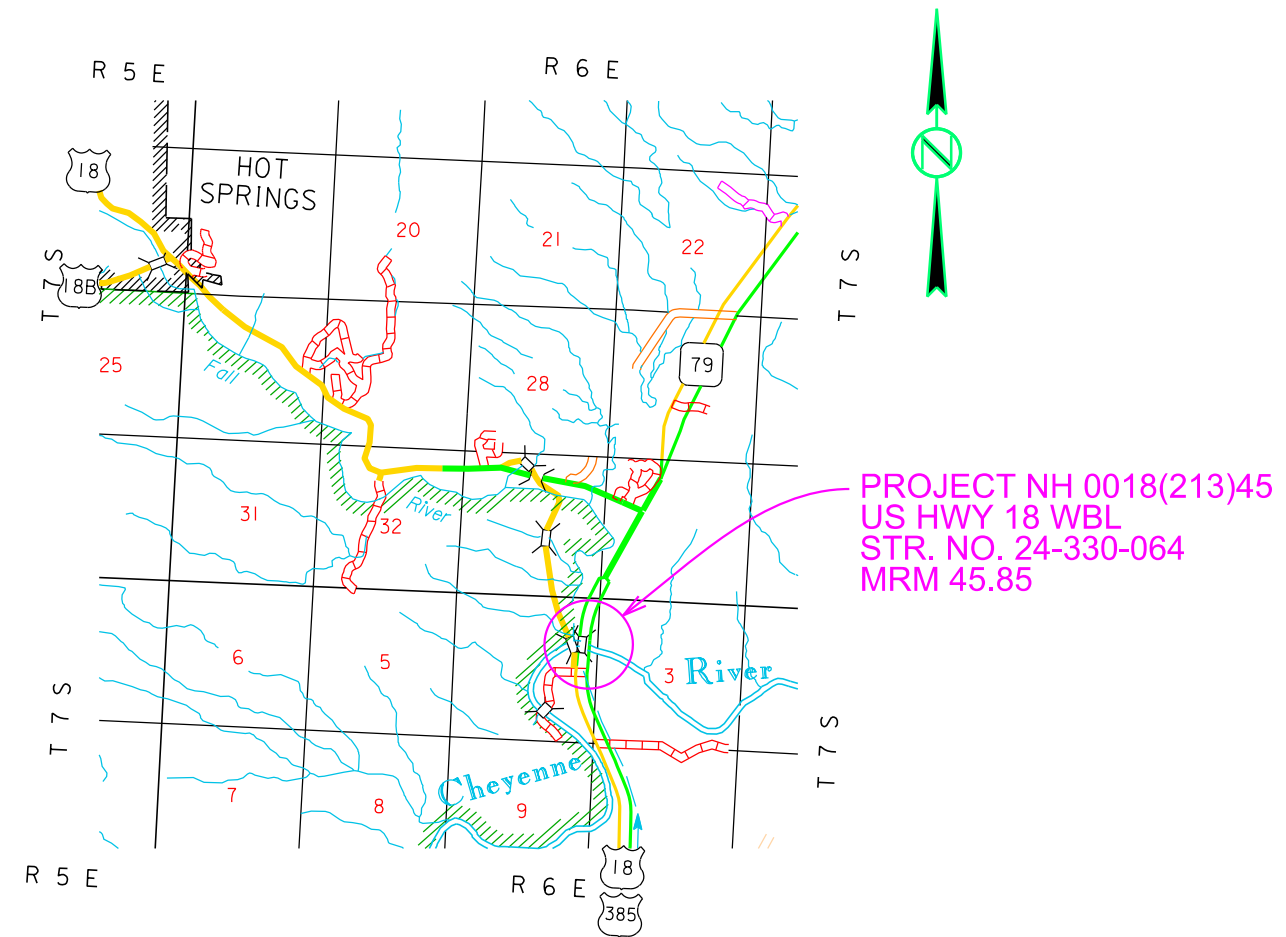 R 5 E
R 6 E
N
18
HOT
SPRINGS
20
21
22
T 7 S
T 7 S
18B
79
25
Fall
28
PROJECT NH 0018(213)45
US HWY 18 WBL
STR. NO. 24-330-064
MRM 45.85
31
River
32
6
5
3
River
T 7 S
T 7 S
Cheyenne
7
8
9
R 5 E
R 6 E
18
385